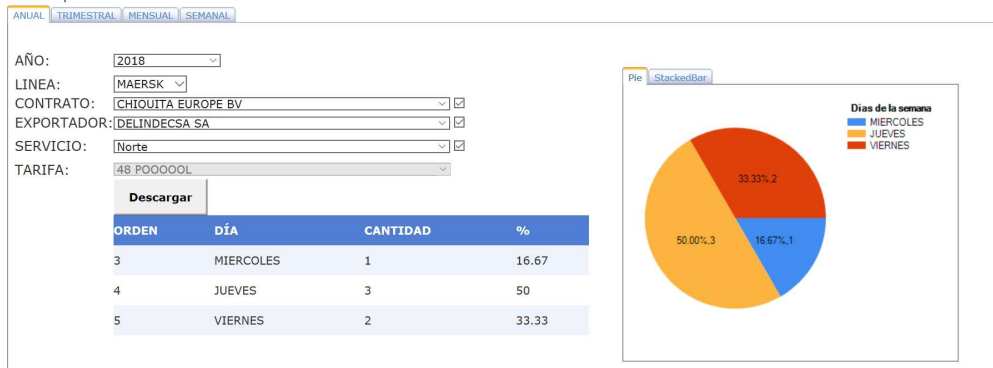 ANUAL TRIMESTRAL MENSUAL SEMANAL
AÑO: 2018
LINEA: MAERSK
CONTRATO: CHIQUITA EUROPE BV
EXPORTADOR: DELINDECSA SA
SERVICIO: Norte
TARIFA: 48 POOOOOL
Descargar
ORDEN DÍA CANTIDAD %
3 MIERCOLES 1 16.67
4 JUEVES 3 50
5 VIERNES 2 33.33
Pie StackedBar
Dias de la semana
MIERCOLES
JUEVES
VIERNES
33.33%,2
50.00%,3 16.67%,1